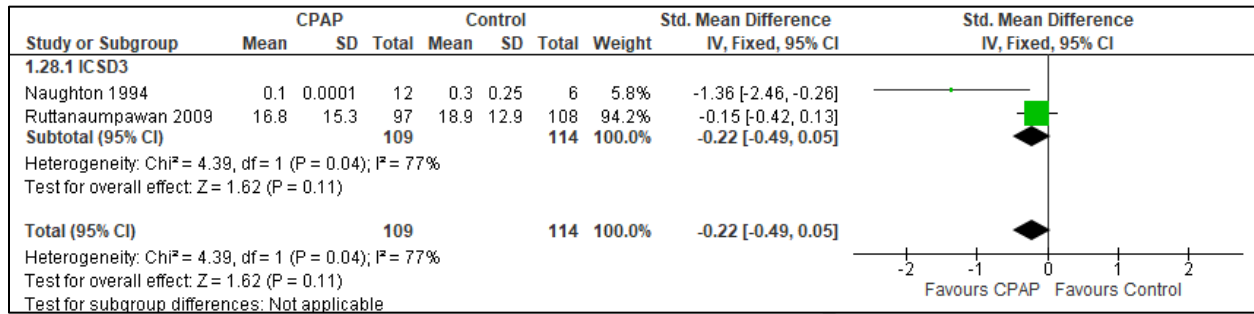 CPAP Control Std. Mean Difference Std. Mean Difference
Study or Subgroup Mean SD Total Mean SD Total Weight IV, Fixed, 95% CI IV, Fixed, 95% CI
1.28.1 ICSD3
Naughton 1994 0.1 0.0001 12 0.3 0.25 6 5.8% -1.36 [-2.46, -0.26]
Ruttanaumpawan 2009 16.8 15.3 97 18.9 12.9 108 94.2% -0.15 [-0.42, 0.13]
Subtotal (95% CI) 109 114 100.0% -0.22 [-0.49, 0.05]
Heterogeneity: Chi² = 4.39, df = 1 (P = 0.04); I² = 77%
Test for overall effect: Z = 1.62 (P = 0.11)
Total (95% CI) 109 114 100.0% -0.22 [-0.49, 0.05]
Heterogeneity: Chi² = 4.39, df = 1 (P = 0.04); I² = 77%
Test for overall effect: Z = 1.62 (P = 0.11)
Test for subgroup differences: Not applicable
-2 -1 0 1 2
Favours CPAP Favours Control